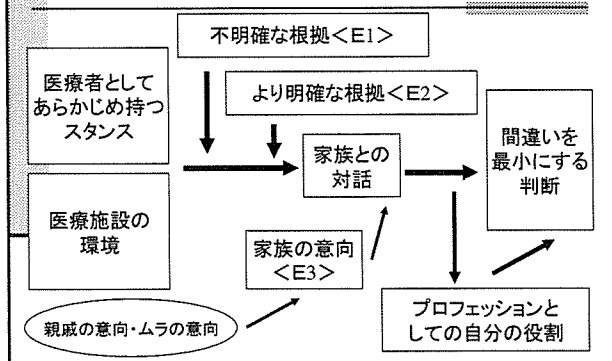 不明確な根拠<E1>
医療者として
あらかじめ持つ
スタンス
より明確な根拠<E2>
間違いを
最小にする
判断
家族との
対話
医療施設の
環境
家族の意向
<E3>
親戚の意向・ムラの意向
プロフェッションと
しての自分の役割